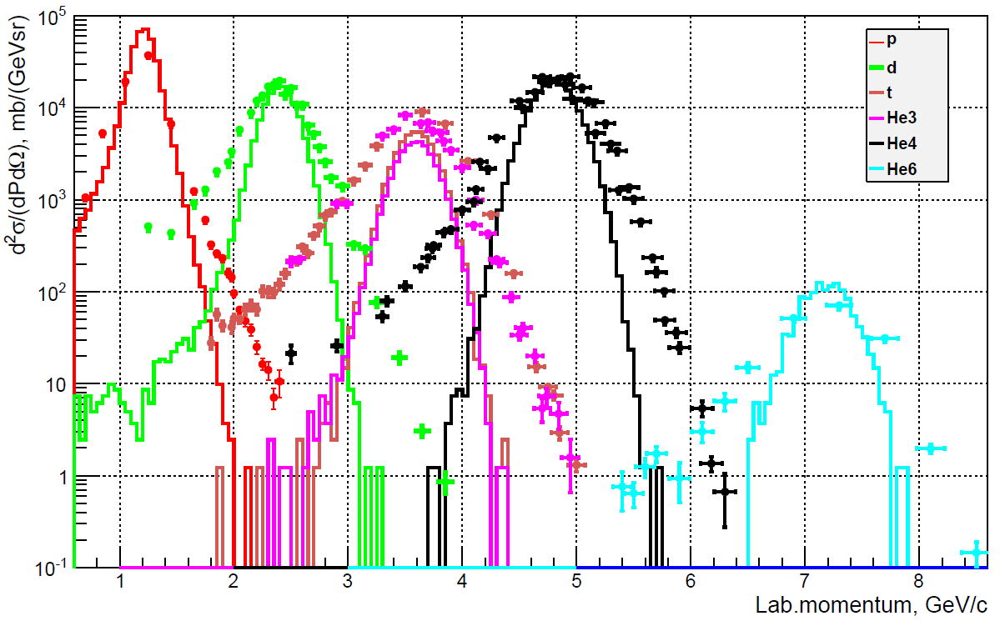 d²σ/(dPdΩ), mb/(GeVsr)
10⁵
10⁴
10³
10²
10
1
10⁻¹
p
d
t
He3
He4
He6
1 2 3 4 5 6 7 8
Lab.momentum, GeV/c